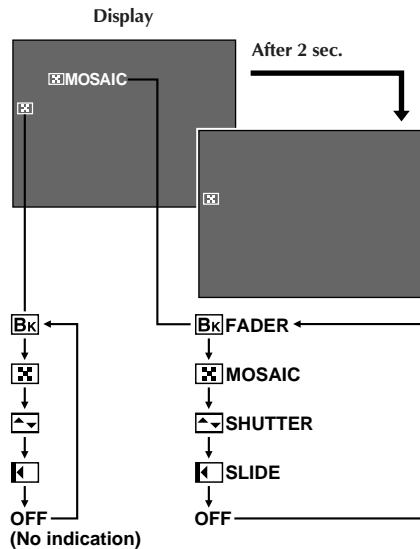 Display
After 2 sec.
MOSAIC
BK
BK FADER
MOSAIC
SHUTTER
SLIDE
OFF
(No indication)
OFF